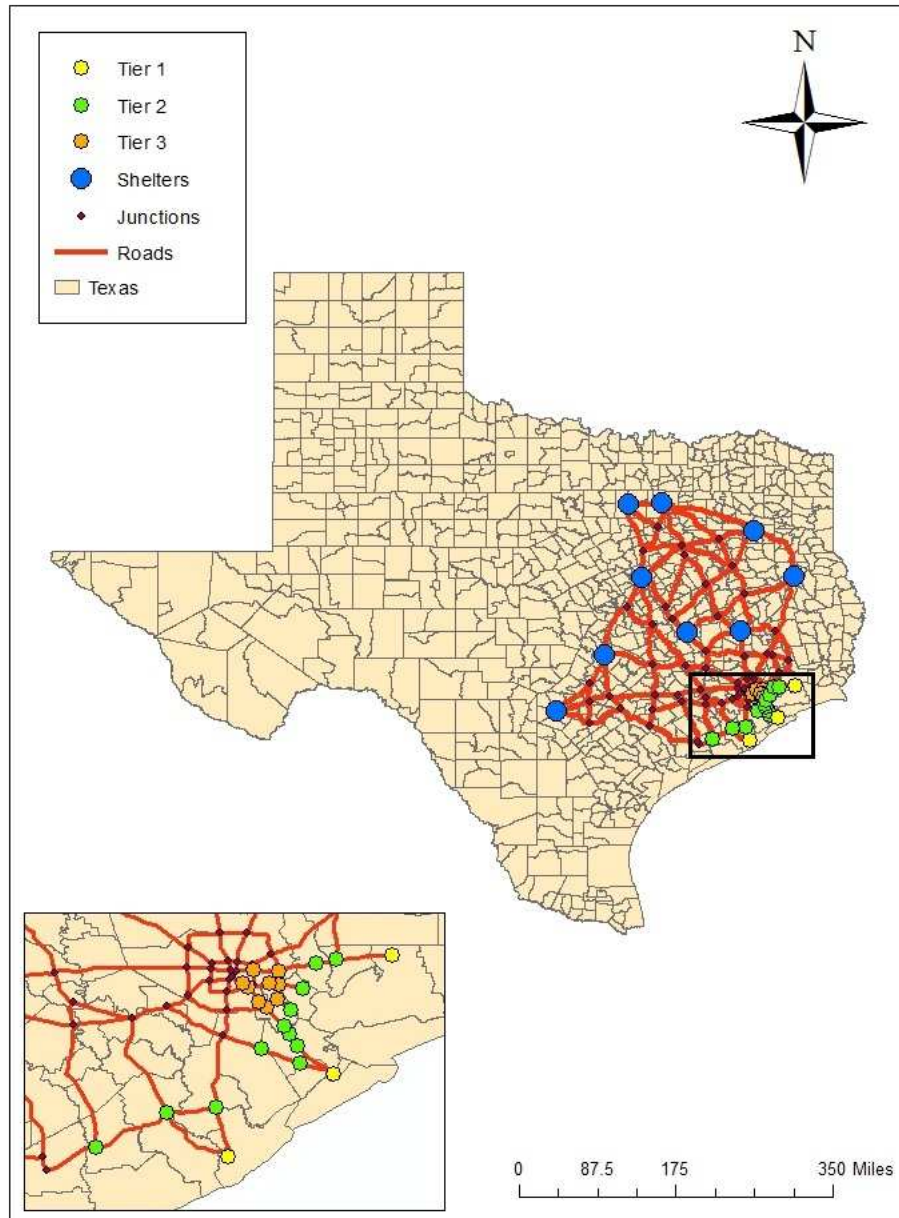 N
Tier 1
Tier 2
Tier 3
Shelters
Junctions
Roads
Texas
0 87.5 175 350 Miles